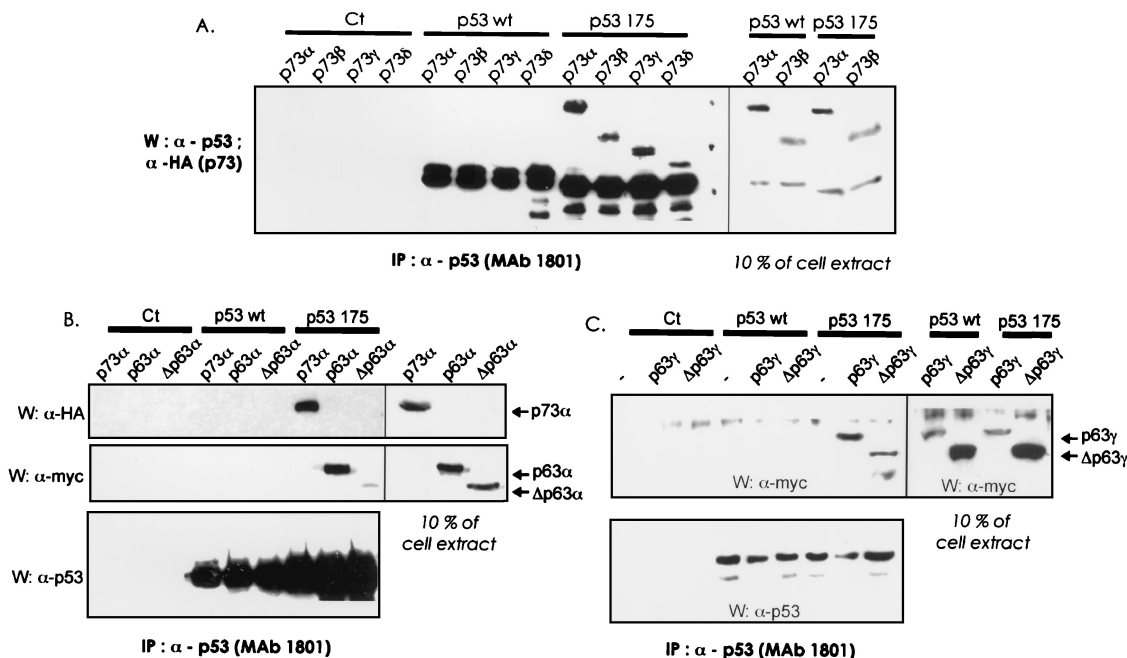 A.
Ct
p53 wt
p53 175
p53 wt
p53 175
p73α p73β p73γ p73δ p73α p73β p73γ p73δ p73α p73β p73γ p73δ p73α p73β p73α p73β
W : α - p53 ;
α -HA (p73)
IP : α - p53 (MAb 1801)
10 % of cell extract
B.
Ct
p53 wt
p53 175
p73α p63α Δp63α p73α p63α Δp63α p73α p63α Δp63α p73α p63α Δp63α
W: α-HA
p73α
W: α-myc
p63α
Δp63α
10 % of
cell extract
W: α-p53
IP : α - p53 (MAb 1801)
C.
Ct
p53 wt
p53 175
p53 wt
p53 175
- p63γ Δp63γ - p63γ Δp63γ - p63γ Δp63γ p63γ Δp63γ p63γ Δp63γ
p63γ
Δp63γ
W: α-myc
W: α-myc
10 % of
cell extract
W: α-p53
IP : α - p53 (MAb 1801)